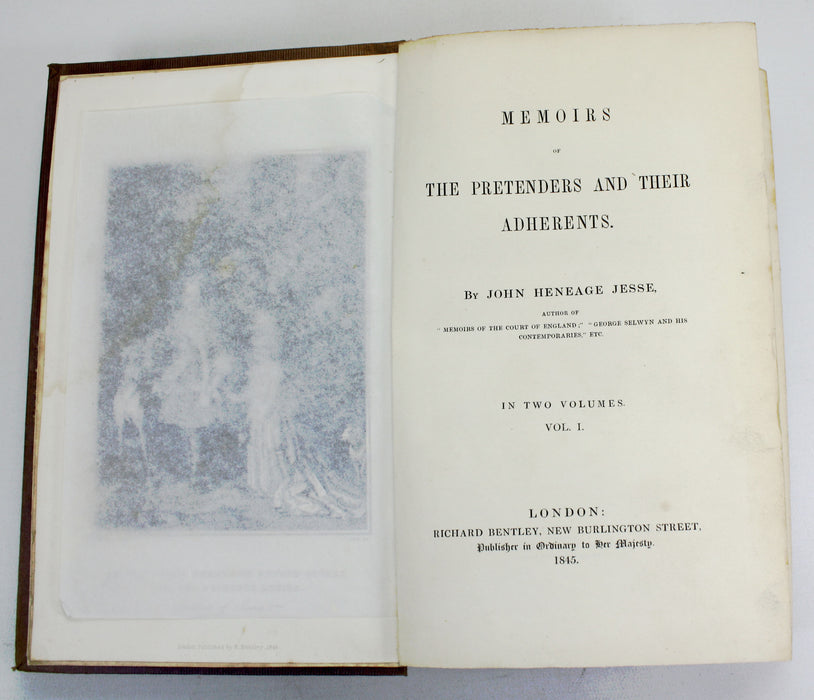 MEMOIRS
OF
THE PRETENDERS AND THEIR
ADHERENTS.
By JOHN HENEAGE JESSE,
AUTHOR OF
"MEMOIRS OF THE COURT OF ENGLAND;" "GEORGE SELWYN AND HIS
CONTEMPORARIES," ETC.
IN TWO VOLUMES.
VOL. I.
LONDON:
RICHARD BENTLEY, NEW BURLINGTON STREET,
Publisher in Ordinary to Her Majesty.
1845.